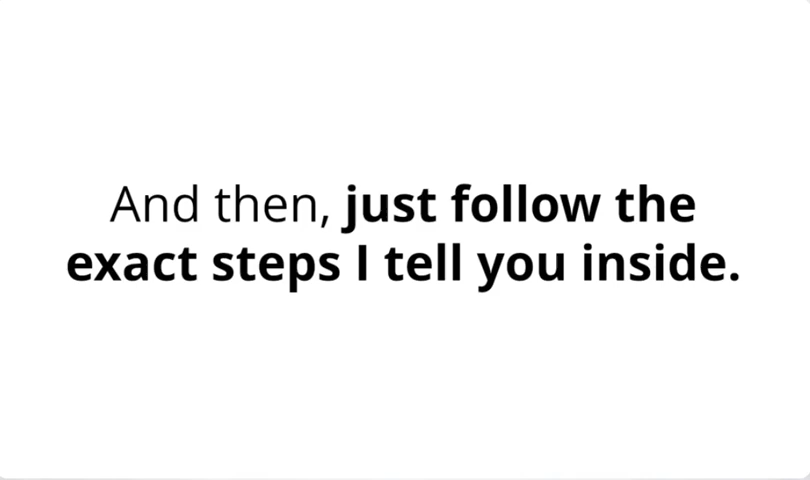 And then, just follow the
exact steps I tell you inside.